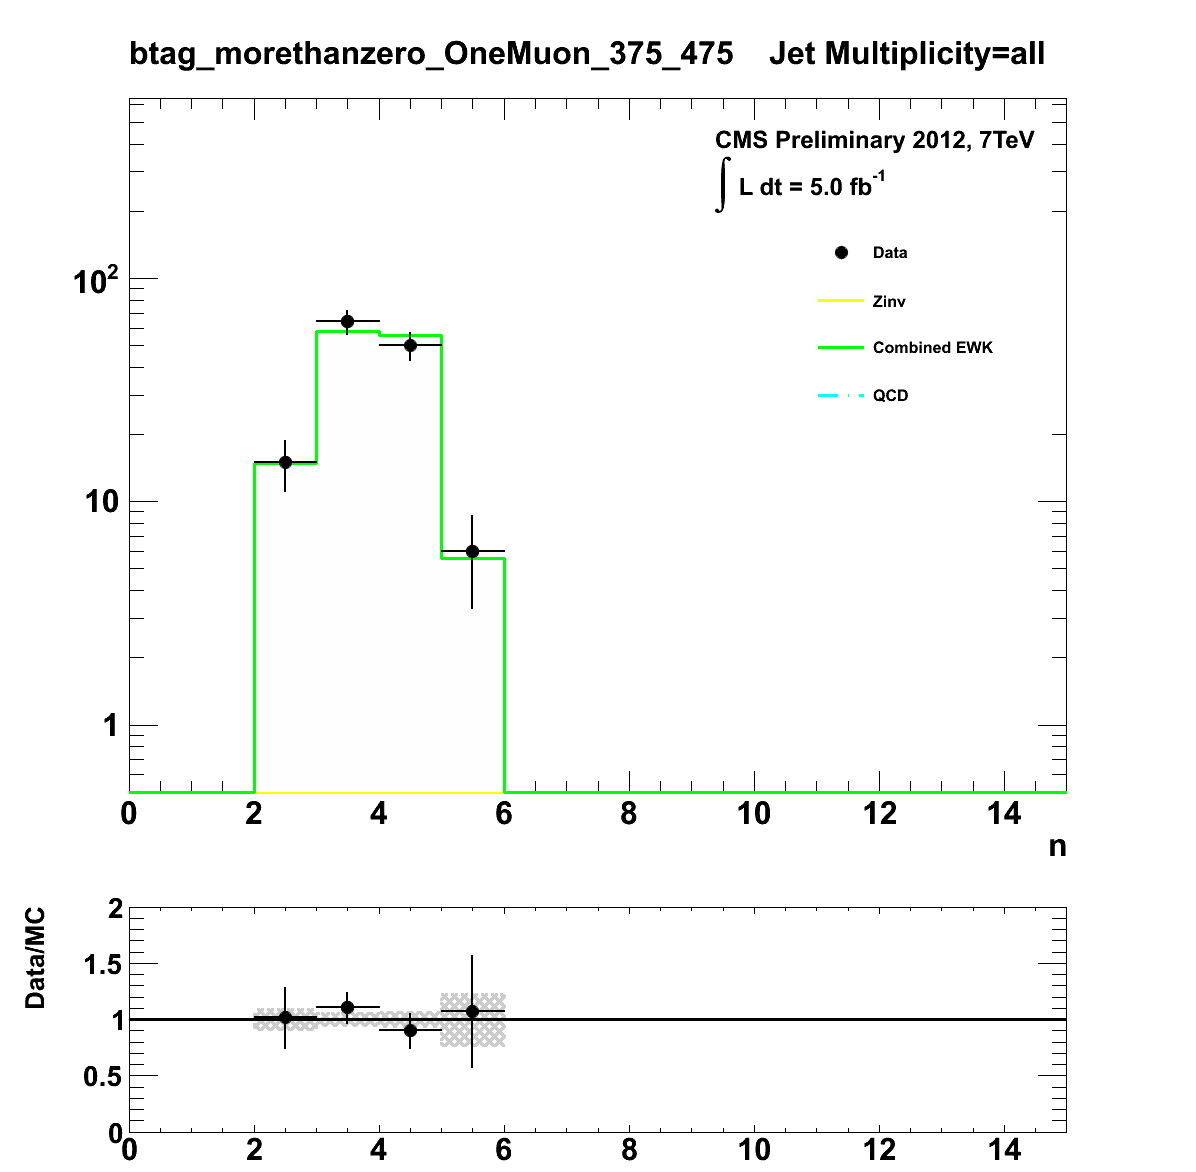 btag_morethanzero_OneMuon_375_475 Jet Multiplicity=all
CMS Preliminary 2012, 7TeV
∫ L dt = 5.0 fb⁻¹
Data
Zinv
Combined EWK
QCD
10²
10
1
0 2 4 6 8 10 12 14
n
Data/MC
2
1.5
1
0.5
0
0 2 4 6 8 10 12 14